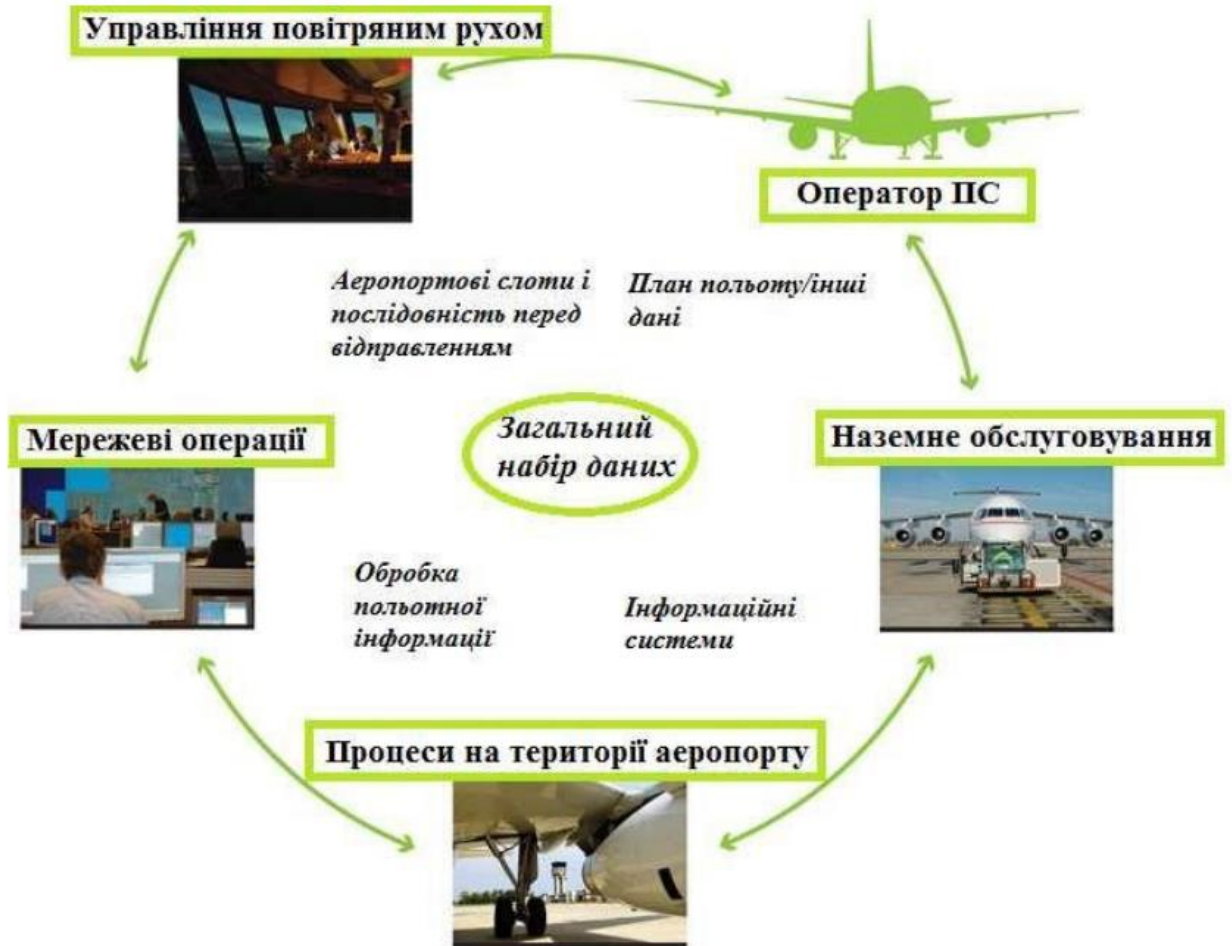 Управління повітряним рухом
Оператор ПС
Аеропортові слоти і
послідовність перед
відправленням
План польоту/інші
дані
Мережеві операції
Загальний
набір даних
Наземне обслуговування
Обробка
польотної
інформації
Інформаційні
системи
Процеси на території аеропорту